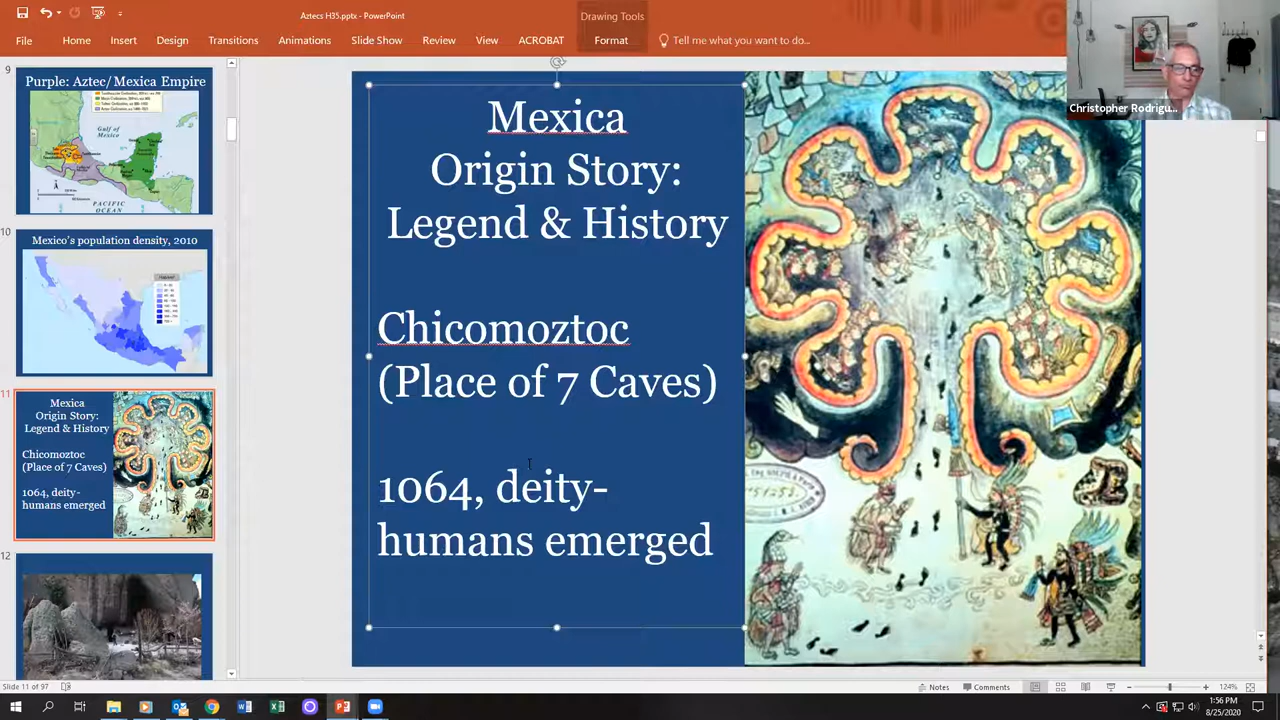 Aztecs H35.pptx - PowerPoint
Drawing Tools
File
Home
Insert
Design
Transitions
Animations
Slide Show
Review
View
ACROBAT
Format
Tell me what you want to do...
Christopher Rodrigu...
9
Purple: Aztec/Mexica Empire
Gulf of
Mexico
PACIFIC
OCEAN
10
Mexico's population density, 2010
11
Mexica
Origin Story:
Legend & History
Chicomoztoc
(Place of 7 Caves)
1064, deity-
humans emerged
12
Mexica
Origin Story:
Legend & History
Chicomoztoc
(Place of 7 Caves)
1064, deity-
humans emerged
Slide 11 of 97
Notes
Comments
124%
1:56 PM
8/25/2020